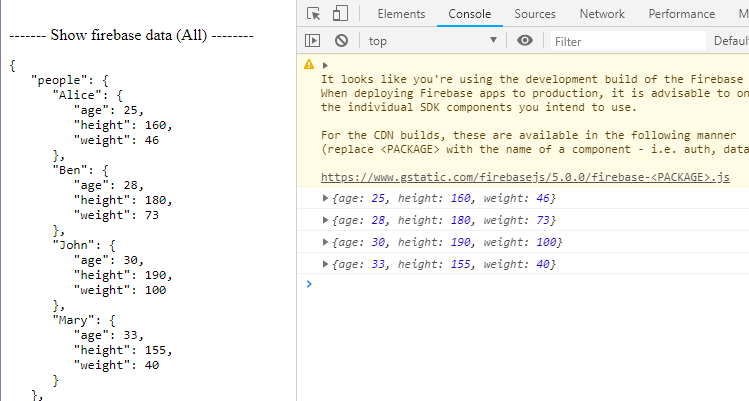 ------- Show firebase data (All) --------
{
"people": {
"Alice": {
"age": 25,
"height": 160,
"weight": 46
},
"Ben": {
"age": 28,
"height": 180,
"weight": 73
},
"John": {
"age": 30,
"height": 190,
"weight": 100
},
"Mary": {
"age": 33,
"height": 155,
"weight": 40
}
},
Elements Console Sources Network Performance M
top Filter Defau
It looks like you're using the development build of the Firebase
When deploying Firebase apps to production, it is advisable to on
the individual SDK components you intend to use.
For the CDN builds, these are available in the following manner
(replace <PACKAGE> with the name of a component - i.e. auth, data
https://www.gstatic.com/firebasejs/5.0.0/firebase-<PACKAGE>.js
{age: 25, height: 160, weight: 46}
{age: 28, height: 180, weight: 73}
{age: 30, height: 190, weight: 100}
{age: 33, height: 155, weight: 40}